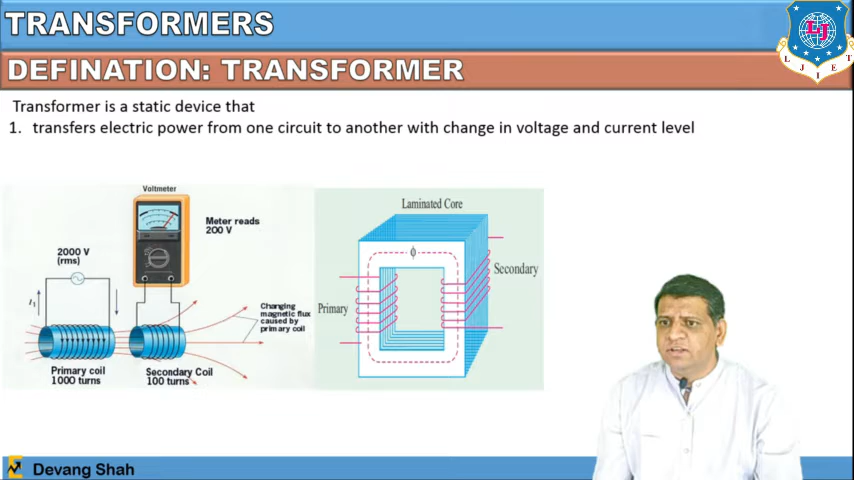 TRANSFORMERS
DEFINATION: TRANSFORMER
LJ
L J I E T
Transformer is a static device that
1. transfers electric power from one circuit to another with change in voltage and current level
Voltmeter
Meter reads
200 V
2000 V
(rms)
I₁
Changing
magnetic flux
caused by
primary coil
Primary coil
1000 turns
Secondary Coil
100 turns
Laminated Core
ϕ
Primary
Secondary
Devang Shah